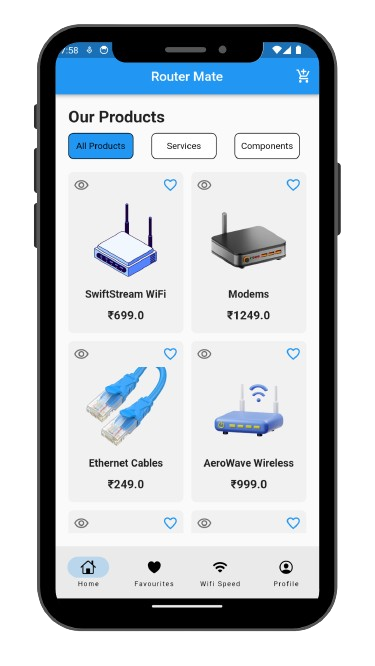 7:58
Router Mate
Our Products
All Products
Services
Components
SwiftStream WiFi
Modems
₹699.0
₹1249.0
Ethernet Cables
AeroWave Wireless
₹249.0
₹999.0
Home
Favourites
Wifi Speed
Profile